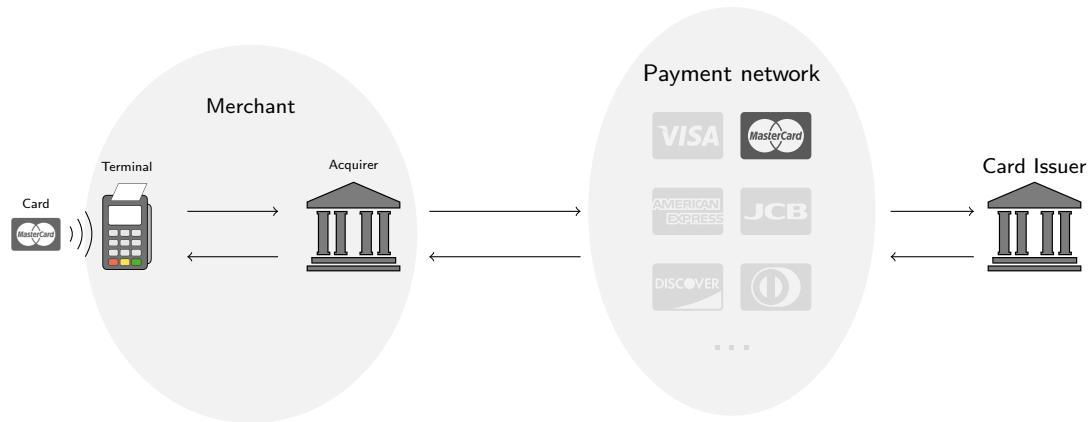 Payment network
Merchant
VISA
MasterCard
Terminal
Acquirer
Card Issuer
Card
MasterCard
AMERICAN
EXPRESS
JCB
DISCOVER
...